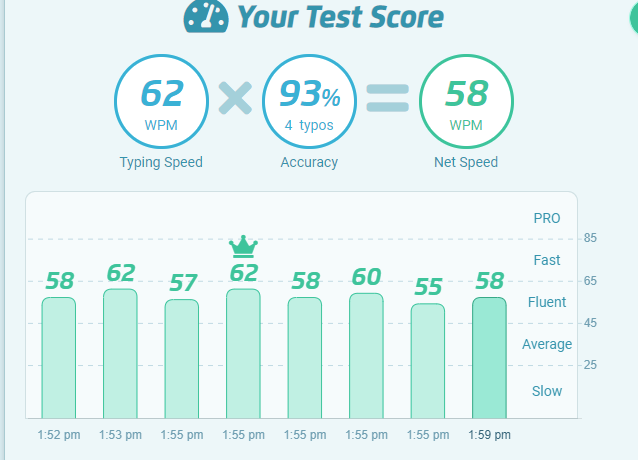 Your Test Score
62 93% 58
WPM 4 typos WPM
Typing Speed Accuracy Net Speed
PRO
85
Fast
58 62 57 62 58 60 55 58
65
Fluent
45
Average
25
Slow
1:52 pm 1:53 pm 1:55 pm 1:55 pm 1:55 pm 1:55 pm 1:55 pm 1:59 pm